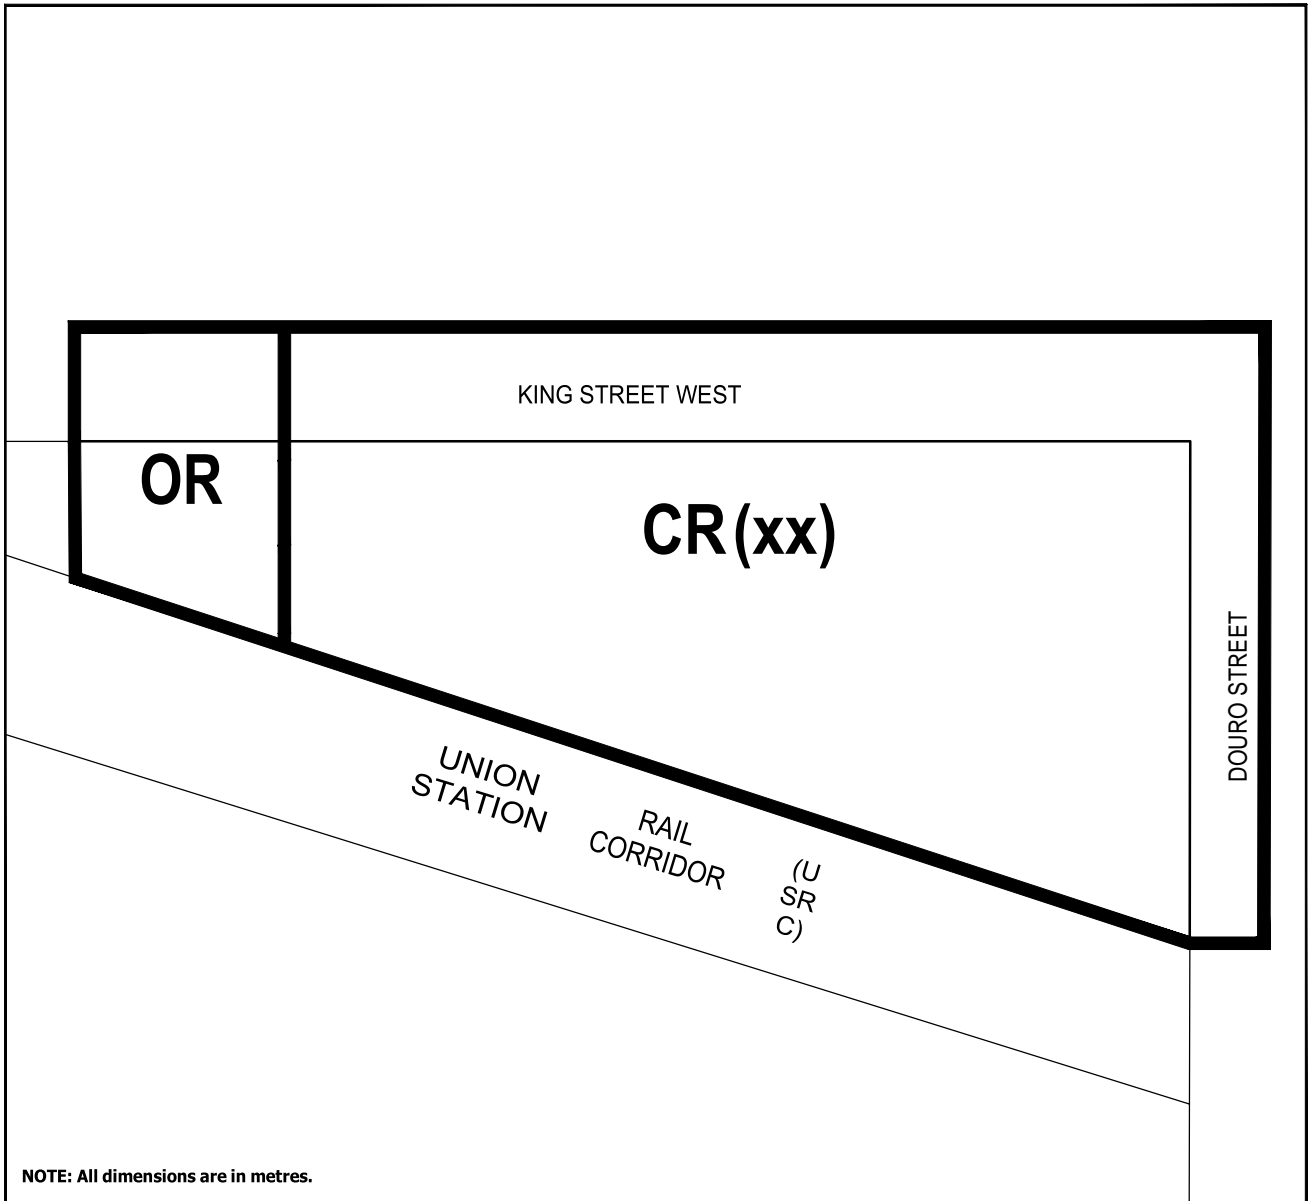 KING STREET WEST
OR
CR (xx)
DOURO STREET
UNION
STATION
RAIL
CORRIDOR
(U
SR
C)
NOTE: All dimensions are in metres.